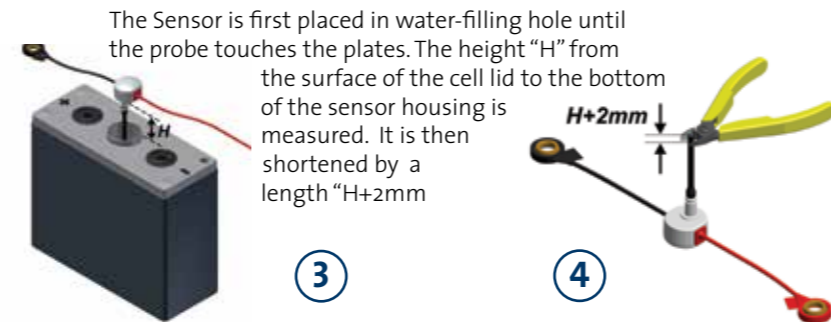 The Sensor is first placed in water-filling hole until
the probe touches the plates. The height “H” from
the surface of the cell lid to the bottom
of the sensor housing is
measured. It is then
shortened by a
length “H+2mm
H
H+2mm
3
4